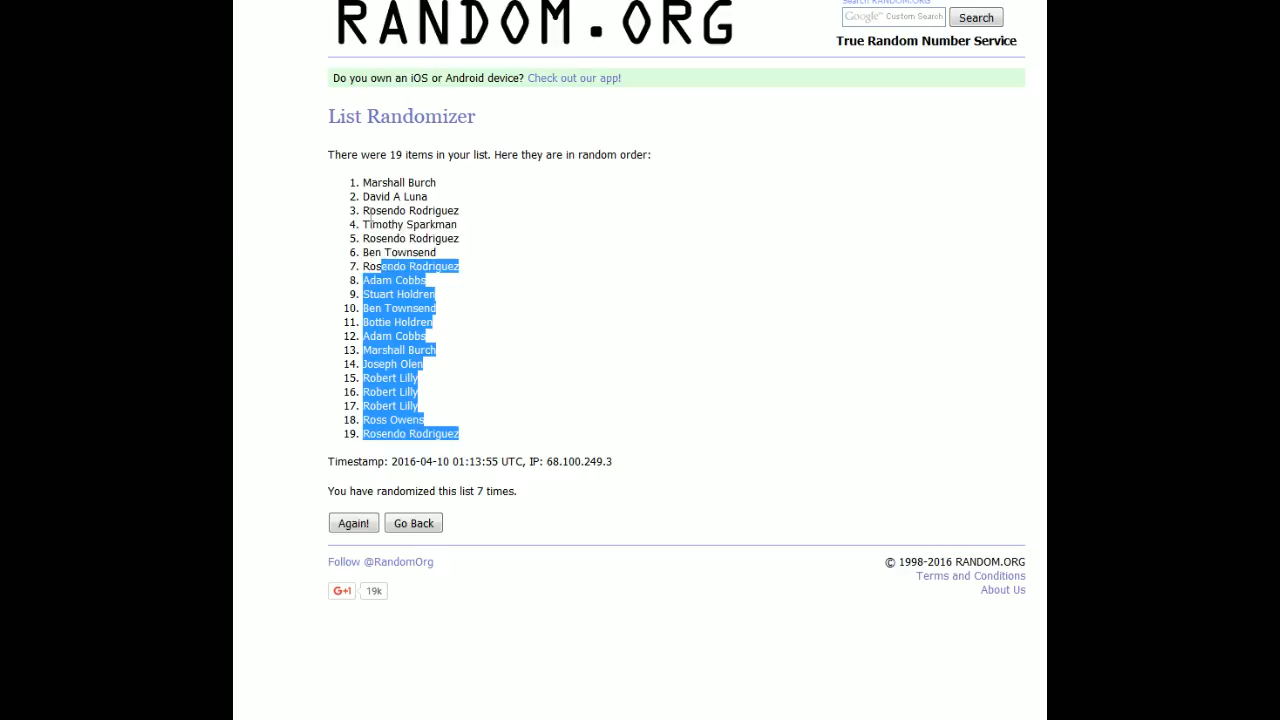 Search RANDOM.ORG
RANDOM.ORG
Google™ Custom Search
Search
True Random Number Service
Do you own an iOS or Android device? Check out our app!
List Randomizer
There were 19 items in your list. Here they are in random order:
1. Marshall Burch
2. David A Luna
3. Rosendo Rodriguez
4. Timothy Sparkman
5. Rosendo Rodriguez
6. Ben Townsend
7. Rosendo Rodriguez
8. Adam Cobbs
9. Stuart Holdren
10. Ben Townsend
11. Bottie Holdren
12. Adam Cobbs
13. Marshall Burch
14. Joseph Olen
15. Robert Lilly
16. Robert Lilly
17. Robert Lilly
18. Ross Owens
19. Rosendo Rodriguez
Timestamp: 2016-04-10 01:13:55 UTC, IP: 68.100.249.3
You have randomized this list 7 times.
Again! Go Back
Follow @RandomOrg
© 1998-2016 RANDOM.ORG
Terms and Conditions
About Us
G+1 19k